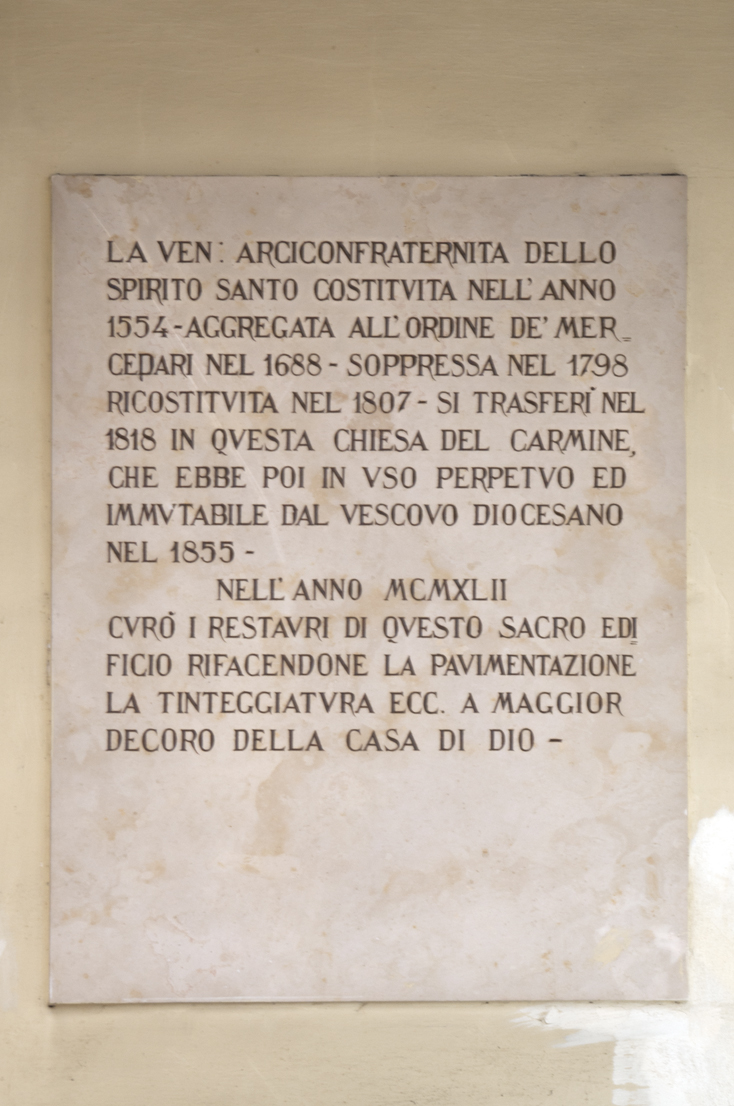 LA VEN: ARCICONFRATERNITA DELLO
SPIRITO SANTO COSTITVITA NELL' ANNO
1554-AGGREGATA ALL' ORDINE DE' MER=
CEDARI NEL 1688 - SOPPRESSA NEL 1798
RICOSTITVITA NEL 1807 - SI TRASFERÌ NEL
1818 IN QVESTA CHIESA DEL CARMINE,
CHE EBBE POI IN VSO PERPETVO ED
IMMVTABILE DAL VESCOVO DIOCESANO
NEL 1855 -
NELL' ANNO MCMXLII
CVRÒ I RESTAVRI DI QVESTO SACRO EDI=
FICIO RIFACENDONE LA PAVIMENTAZIONE
LA TINTEGGIATVRA ECC. A MAGGIOR
DECORO DELLA CASA DI DIO -